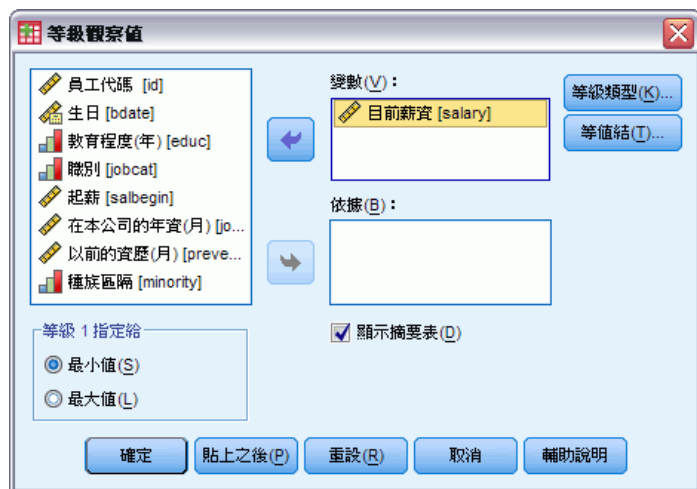 等級觀察值
員工代碼 [id]
生日 [bdate]
教育程度(年) [educ]
職別 [jobcat]
起薪 [salbegin]
在本公司的年資(月) [jo...
以前的資歷(月) [preve...
種族區隔 [minority]
變數(V)：
目前薪資 [salary]
依據(B)：
等級類型(K)...
等值結(T)...
等級 1 指定給
最小值(S)
最大值(L)
顯示摘要表(D)
確定
貼上之後(P)
重設(R)
取消
輔助說明